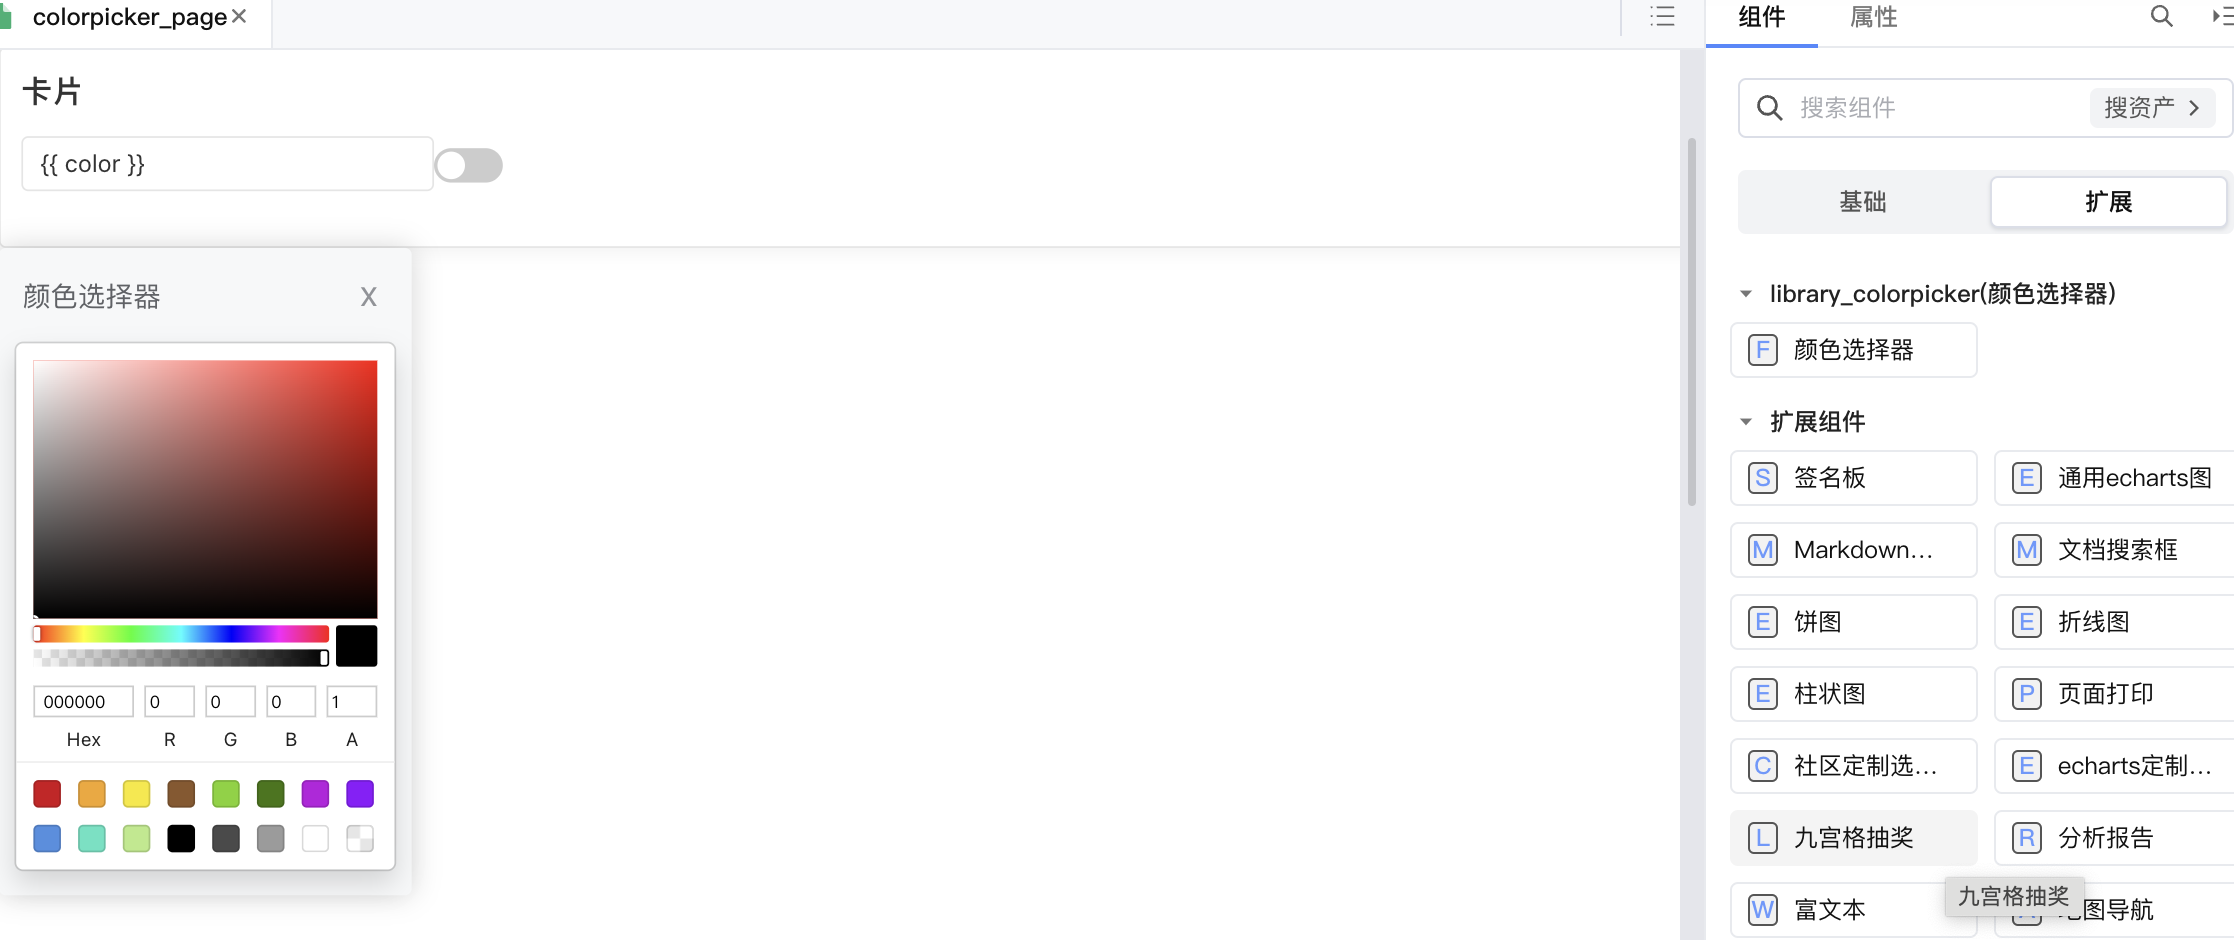 colorpicker_page
卡片
{{ color }}
颜色选择器
X
000000 0 0 0 1
Hex R G B A
组件 属性
搜索组件 搜资产
基础 扩展
library_colorpicker(颜色选择器)
F 颜色选择器
扩展组件
S 签名板 E 通用echarts图
M Markdown... M 文档搜索框
E 饼图 E 折线图
E 柱状图 P 页面打印
C 社区定制选... E echarts定制...
L 九宫格抽奖 R 分析报告
九宫格抽奖
W 富文本 图导航